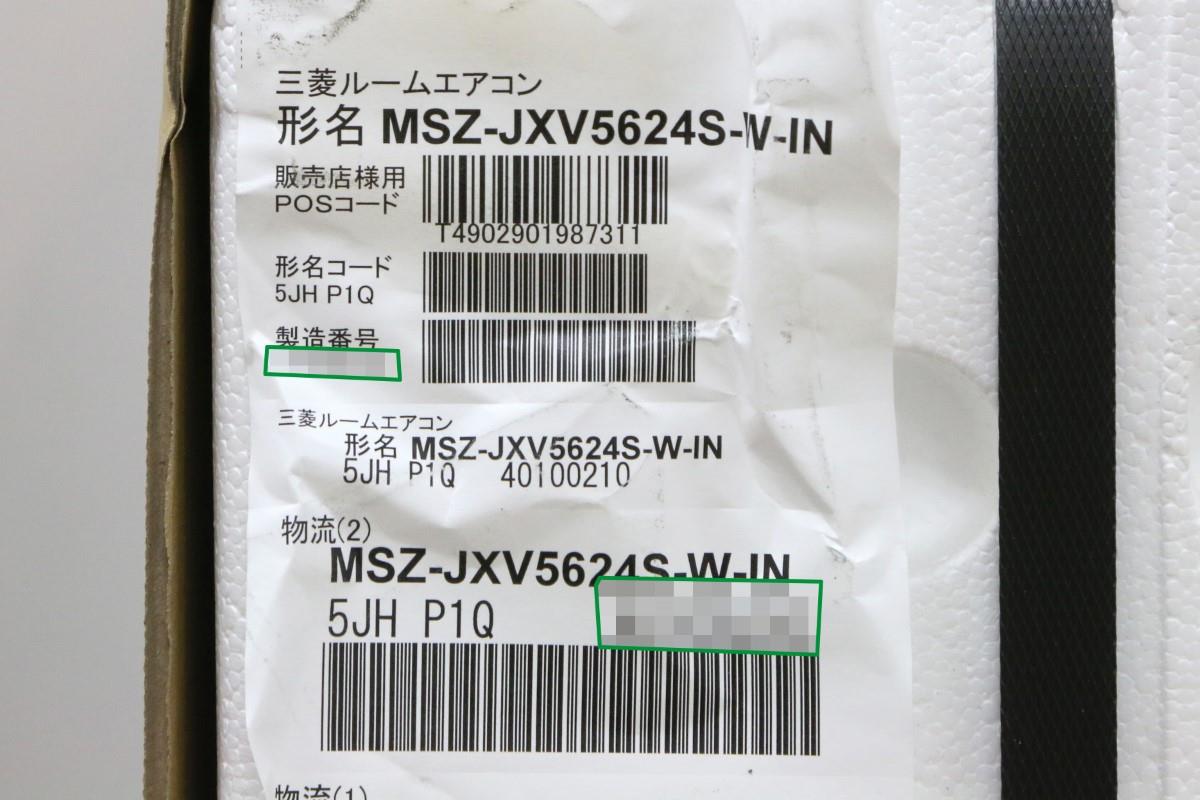 三菱ルームエアコン
形名 MSZ-JXV5624S-W-IN
販売店様用
POSコード
T4902901987311
形名コード
5JH P1Q
製造番号
三菱ルームエアコン
形名 MSZ-JXV5624S-W-IN
5JH P1Q 40100210
物流(2)
MSZ-JXV5624S-W-IN
5JH P1Q
物流(1)